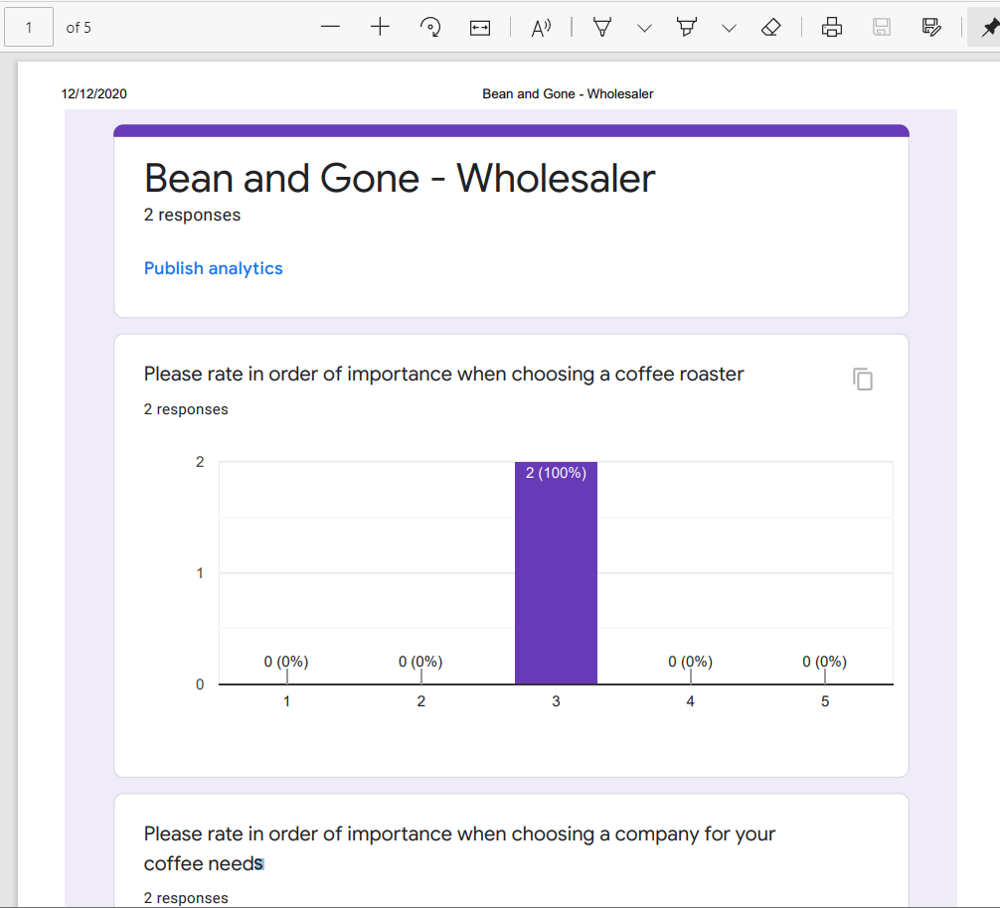 1 of 5
12/12/2020 Bean and Gone - Wholesaler
Bean and Gone - Wholesaler
2 responses
Publish analytics
Please rate in order of importance when choosing a coffee roaster
2 responses
2
2 (100%)
1
0 (0%) 0 (0%) 0 (0%) 0 (0%)
0
1 2 3 4 5
Please rate in order of importance when choosing a company for your
coffee needs
2 responses